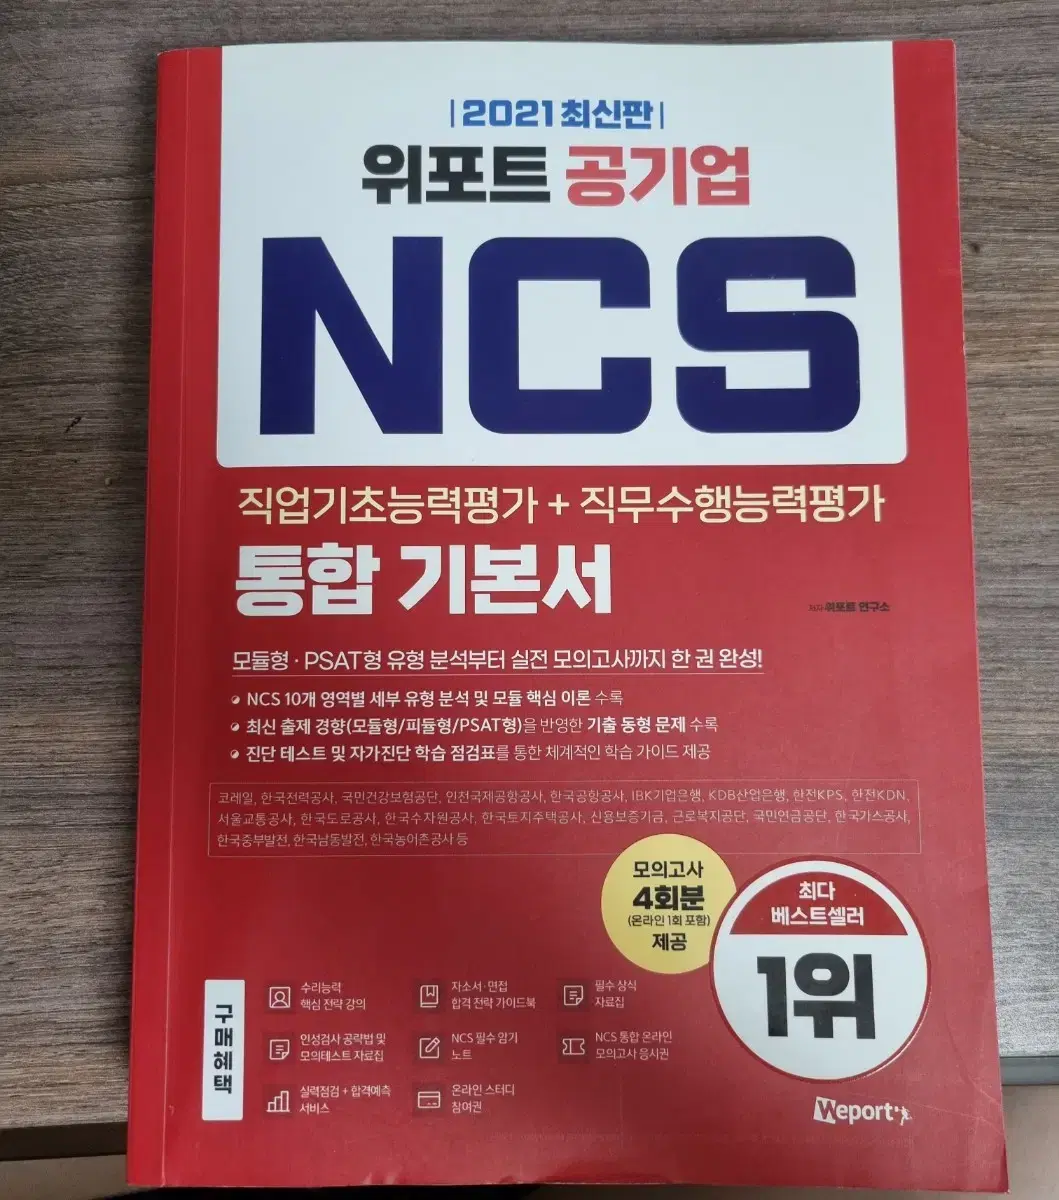 | 2021 최신판 |
위포트 공기업
NCS
직업기초능력평가 + 직무수행능력평가
통합 기본서
저자 위포트 연구소
모듈형 · PSAT형 유형 분석부터 실전 모의고사까지 한 권 완성!
NCS 10개 영역별 세부 유형 분석 및 모듈 핵심 이론 수록
최신 출제 경향(모듈형/피듈형/PSAT형)을 반영한 기출 동형 문제 수록
진단 테스트 및 자가진단 학습 점검표를 통한 체계적인 학습 가이드 제공
코레일, 한국전력공사, 국민건강보험공단, 인천국제공항공사, 한국공항공사, IBK기업은행, KDB산업은행, 한전KPS, 한전KDN,
서울교통공사, 한국도로공사, 한국수자원공사, 한국토지주택공사, 신용보증기금, 근로복지공단, 국민연금공단, 한국가스공사,
한국중부발전, 한국남동발전, 한국농어촌공사 등
모의고사
4회분
(온라인 1회 포함)
제공
최다
베스트셀러
1위
구매혜택
수리능력
핵심 전략 강의
자소서·면접
합격 전략 가이드북
필수 상식
자료집
인성검사 공략법 및
모의테스트 자료집
NCS 필수 암기
노트
NCS 통합 온라인
모의고사 응시권
실력점검 + 합격예측
서비스
온라인 스터디
참여권
Weport